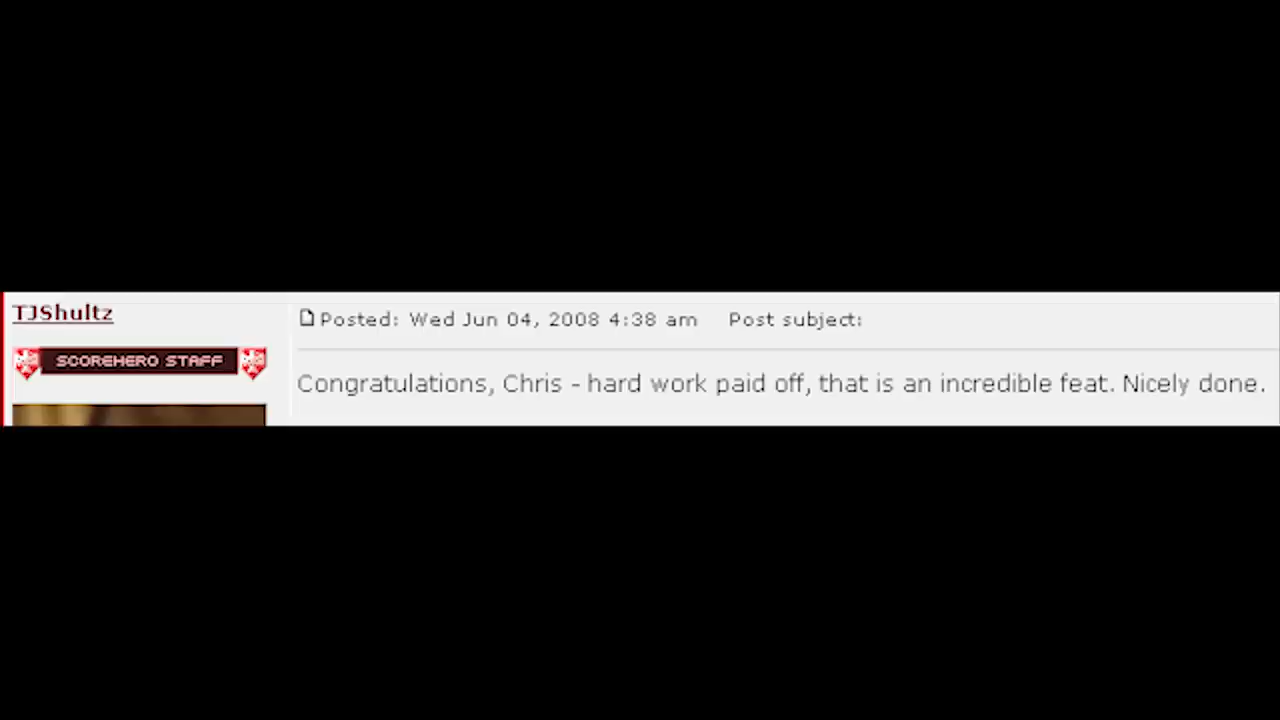 TJShultz
SCOREHERO STAFF
Posted: Wed Jun 04, 2008 4:38 am Post subject:
Congratulations, Chris - hard work paid off, that is an incredible feat. Nicely done.